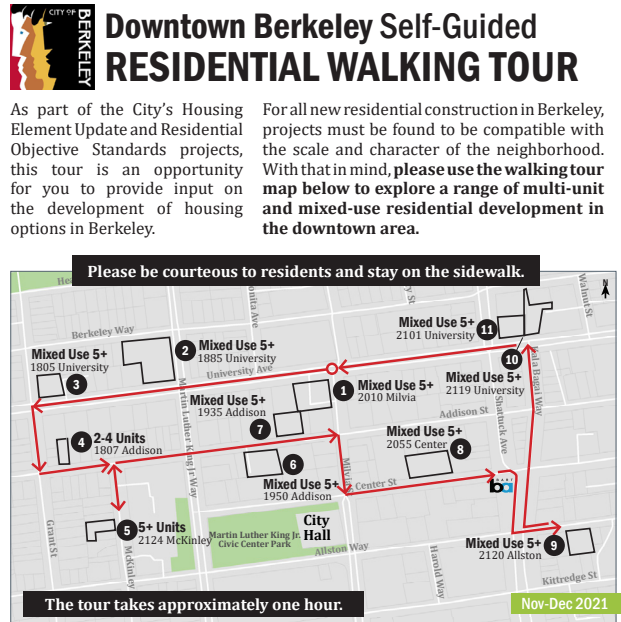 CITY OF
BERKELEY
Downtown Berkeley Self-Guided
RESIDENTIAL WALKING TOUR
As part of the City's Housing
Element Update and Residential
Objective Standards projects,
this tour is an opportunity
for you to provide input on
the development of housing
options in Berkeley.
For all new residential construction in Berkeley,
projects must be found to be compatible with
the scale and character of the neighborhood.
With that in mind, please use the walking tour
map below to explore a range of multi-unit
and mixed-use residential development in
the downtown area.
Please be courteous to residents and stay on the sidewalk.
N
Walnut St
Berkeley Way
Mixed Use 5+
2101 University
11
2
Mixed Use 5+
1885 University
Mixed Use 5+
1805 University
3
University Ave
10
Mixed Use 5+
2119 University
Kala Bagai Way
Martin Luther King Jr Way
Mixed Use 5+
1935 Addison
7
1
Mixed Use 5+
2010 Milvia
Addison St
Shattuck Ave
4
2-4 Units
1807 Addison
Mixed Use 5+
2055 Center
8
6
Mixed Use 5+
1950 Addison
Center St
BART
ba
5
5+ Units
2124 McKinley
McKinley
Grant St
Martin Luther King Jr.
Civic Center Park
City
Hall
Allston Way
Harold Way
Mixed Use 5+
2120 Allston
9
Kittredge St
The tour takes approximately one hour.
Nov-Dec 2021